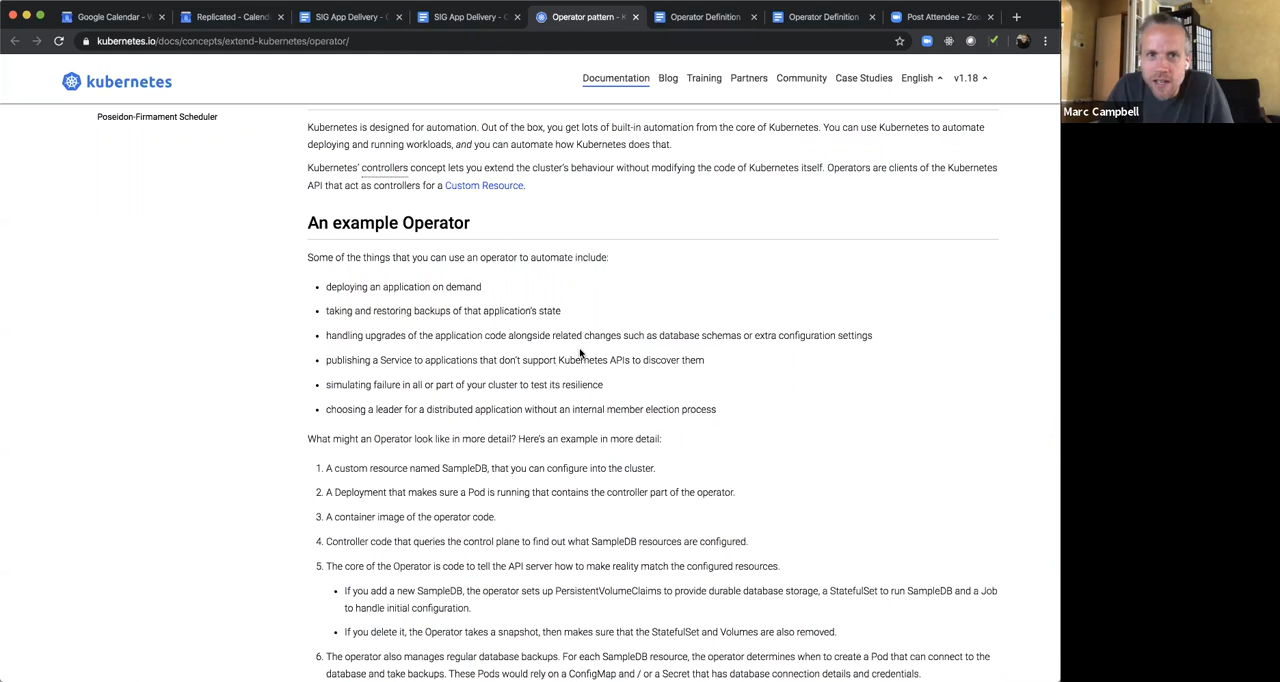 Google Calendar - W
Replicated - Calenda
SIG App Delivery - C
SIG App Delivery - C
Operator pattern - K
Operator Definition
Operator Definition
Post Attendee - Zoo
kubernetes.io/docs/concepts/extend-kubernetes/operator/
kubernetes
Documentation Blog Training Partners Community Case Studies English v1.18
Marc Campbell
Poseidon-Firmament Scheduler
Kubernetes is designed for automation. Out of the box, you get lots of built-in automation from the core of Kubernetes. You can use Kubernetes to automate
deploying and running workloads, and you can automate how Kubernetes does that.
Kubernetes’ controllers concept lets you extend the cluster’s behaviour without modifying the code of Kubernetes itself. Operators are clients of the Kubernetes
API that act as controllers for a Custom Resource.
An example Operator
Some of the things that you can use an operator to automate include:
• deploying an application on demand
• taking and restoring backups of that application’s state
• handling upgrades of the application code alongside related changes such as database schemas or extra configuration settings
• publishing a Service to applications that don’t support Kubernetes APIs to discover them
• simulating failure in all or part of your cluster to test its resilience
• choosing a leader for a distributed application without an internal member election process
What might an Operator look like in more detail? Here’s an example in more detail:
1. A custom resource named SampleDB, that you can configure into the cluster.
2. A Deployment that makes sure a Pod is running that contains the controller part of the operator.
3. A container image of the operator code.
4. Controller code that queries the control plane to find out what SampleDB resources are configured.
5. The core of the Operator is code to tell the API server how to make reality match the configured resources.
• If you add a new SampleDB, the operator sets up PersistentVolumeClaims to provide durable database storage, a StatefulSet to run SampleDB and a Job
to handle initial configuration.
• If you delete it, the Operator takes a snapshot, then makes sure that the StatefulSet and Volumes are also removed.
6. The operator also manages regular database backups. For each SampleDB resource, the operator determines when to create a Pod that can connect to the
database and take backups. These Pods would rely on a ConfigMap and / or a Secret that has database connection details and credentials.